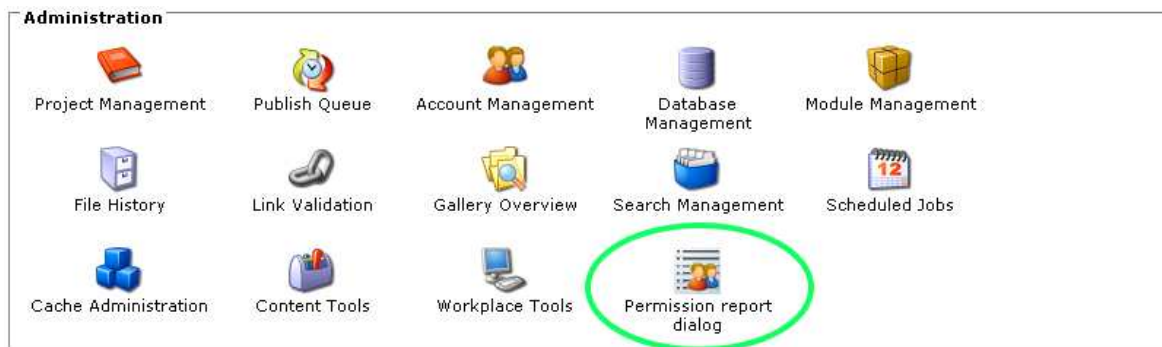 Administration
Project Management
Publish Queue
Account Management
Database
Management
Module Management
File History
Link Validation
Gallery Overview
Search Management
12
Scheduled Jobs
Cache Administration
Content Tools
Workplace Tools
Permission report
dialog